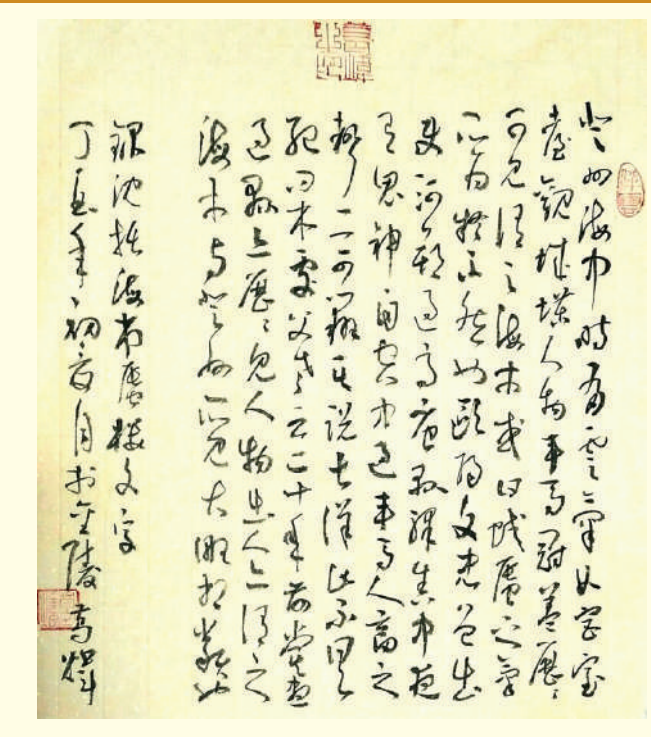 登州海中時有雲氣如宮室
臺觀城堞人物車馬冠蓋歷歷
可見謂之海市或曰蛟蜃之氣
所為疑不然也歐陽文忠曾出
使河朔過高唐縣驛舍中夜
有鬼神自空中過車馬人畜之
聲一一可辨其說甚詳此不具
紀問本處父老云二十年前嘗晝
過縣亦歷歷見人物土人亦謂之
海市與登州所見大略相類也
錄沈括海市蜃樓文字
丁亥年初夏月於金陵高